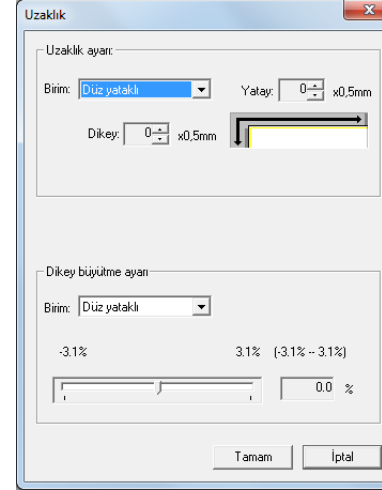 Uzaklık
Uzaklık ayarı:
Birim: Düz yataklı Yatay: 0 x0,5mm
Dikey: 0 x0,5mm
Dikey büyütme ayarı
Birim: Düz yataklı
-3.1% 3.1% (-3.1% -- 3.1%)
0.0 %
Tamam İptal